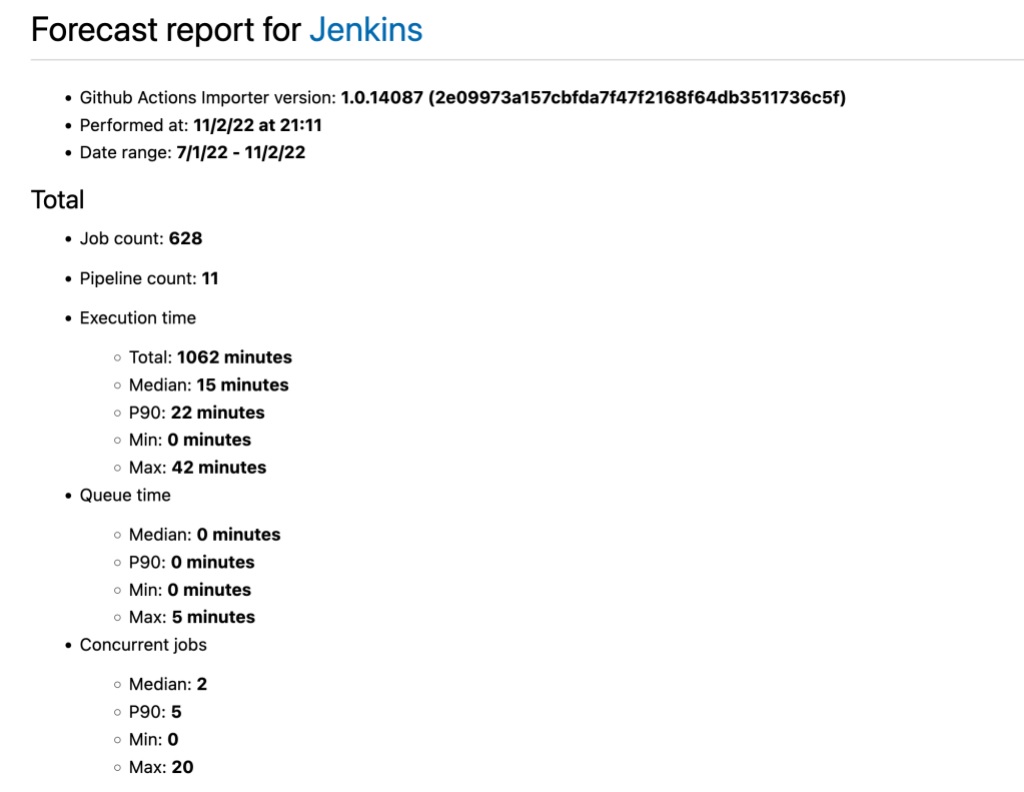 Forecast report for Jenkins
Github Actions Importer version: 1.0.14087 (2e09973a157cbfda7f47f2168f64db3511736c5f)
Performed at: 11/2/22 at 21:11
Date range: 7/1/22 - 11/2/22
Total
Job count: 628
Pipeline count: 11
Execution time
Total: 1062 minutes
Median: 15 minutes
P90: 22 minutes
Min: 0 minutes
Max: 42 minutes
Queue time
Median: 0 minutes
P90: 0 minutes
Min: 0 minutes
Max: 5 minutes
Concurrent jobs
Median: 2
P90: 5
Min: 0
Max: 20